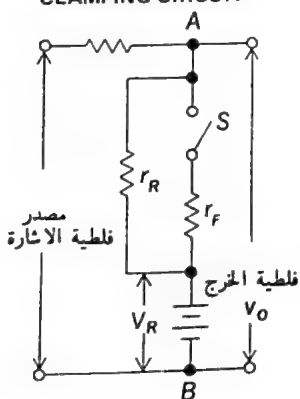 CLAMPING CIRCUIT
A
S
r_R
r_F
مصدر
فلطية الاشارة
فلطية الخرج
V_R
v_o
B